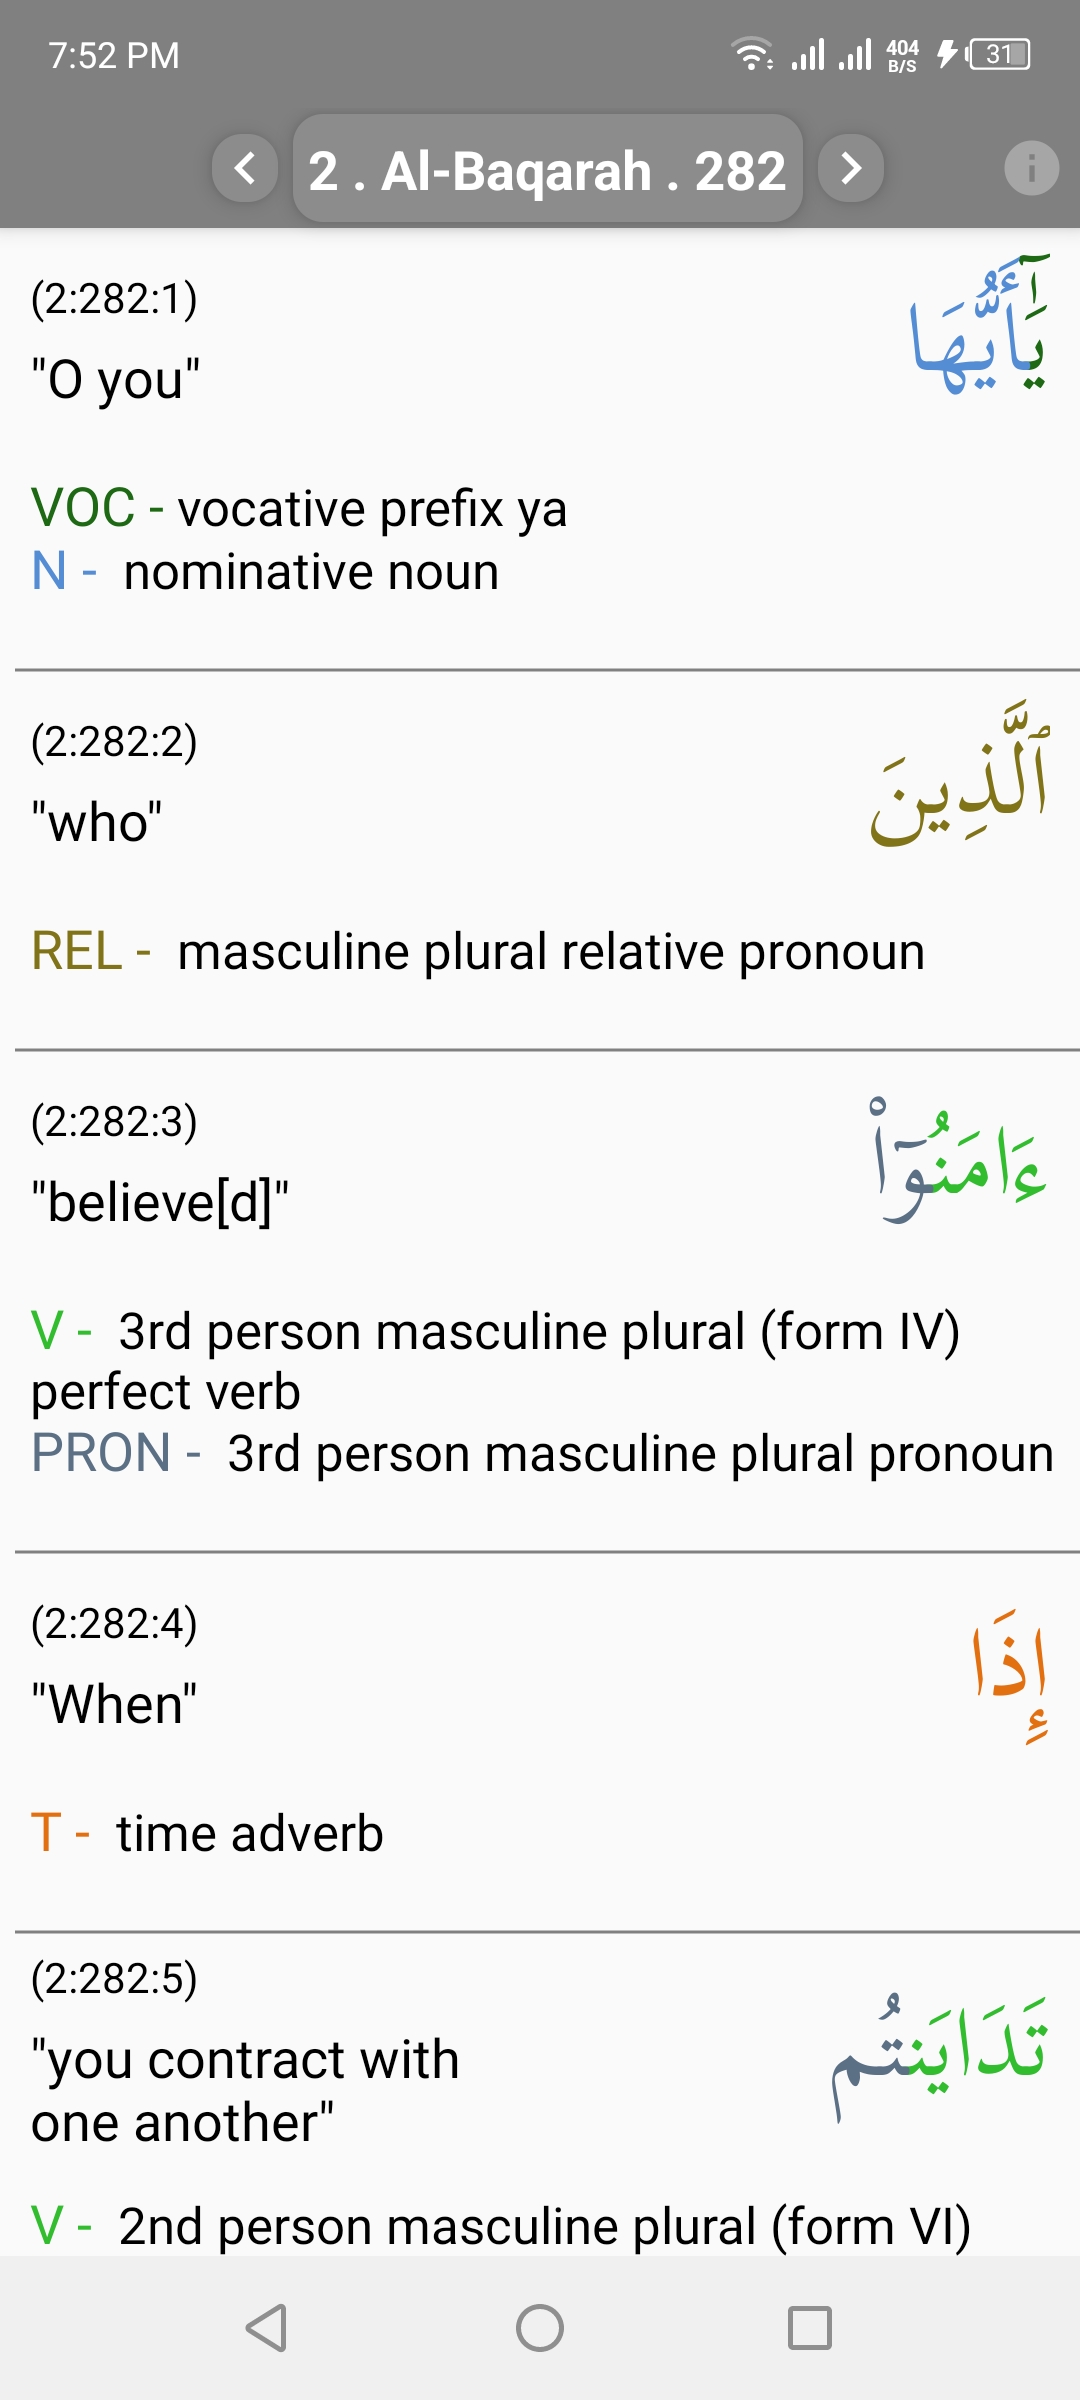 7:52 PM
404
B/S
31
2 . Al-Baqarah . 282
(2:282:1)
يَـٰٓأَيُّهَا
"O you"
VOC - vocative prefix ya
N - nominative noun
(2:282:2)
ٱلَّذِينَ
"who"
REL - masculine plural relative pronoun
(2:282:3)
ءَامَنُوٓا۟
"believe[d]"
V - 3rd person masculine plural (form IV)
perfect verb
PRON - 3rd person masculine plural pronoun
(2:282:4)
إِذَا
"When"
T - time adverb
(2:282:5)
تَدَايَنتُم
"you contract with
one another"
V - 2nd person masculine plural (form VI)